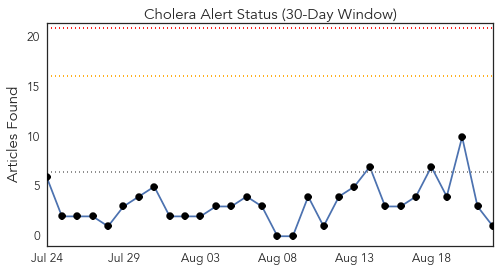 Cholera Alert Status (30-Day Window)
Articles Found
20
15
10
5
0
Jul 24
Jul 29
Aug 03
Aug 08
Aug 13
Aug 18